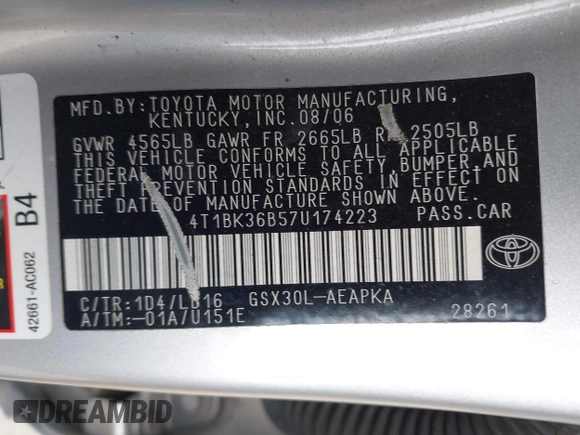 MFD.BY: TOYOTA MOTOR MANUFACTURING,
KENTUCKY, INC. 08/06
GVWR 4565LB GAWR FR 2665LB 2505LB
THIS VEHICLE CONFORMS TO ALL APPLICABLE
FEDERAL MOTOR VEHICLE SAFETY, BUMPER, AND
THEFT PREVENTION STANDARDS IN EFFECT ON
THE DATE OF MANUFACTURE SHOWN ABOVE.
4T1BK36B57U174223 PASS.CAR
C/TR: 1D4/ GSX30L-AEAPKA
A/TM:-01A/U151E 28261
B4
42661-AC062
DREAMBID